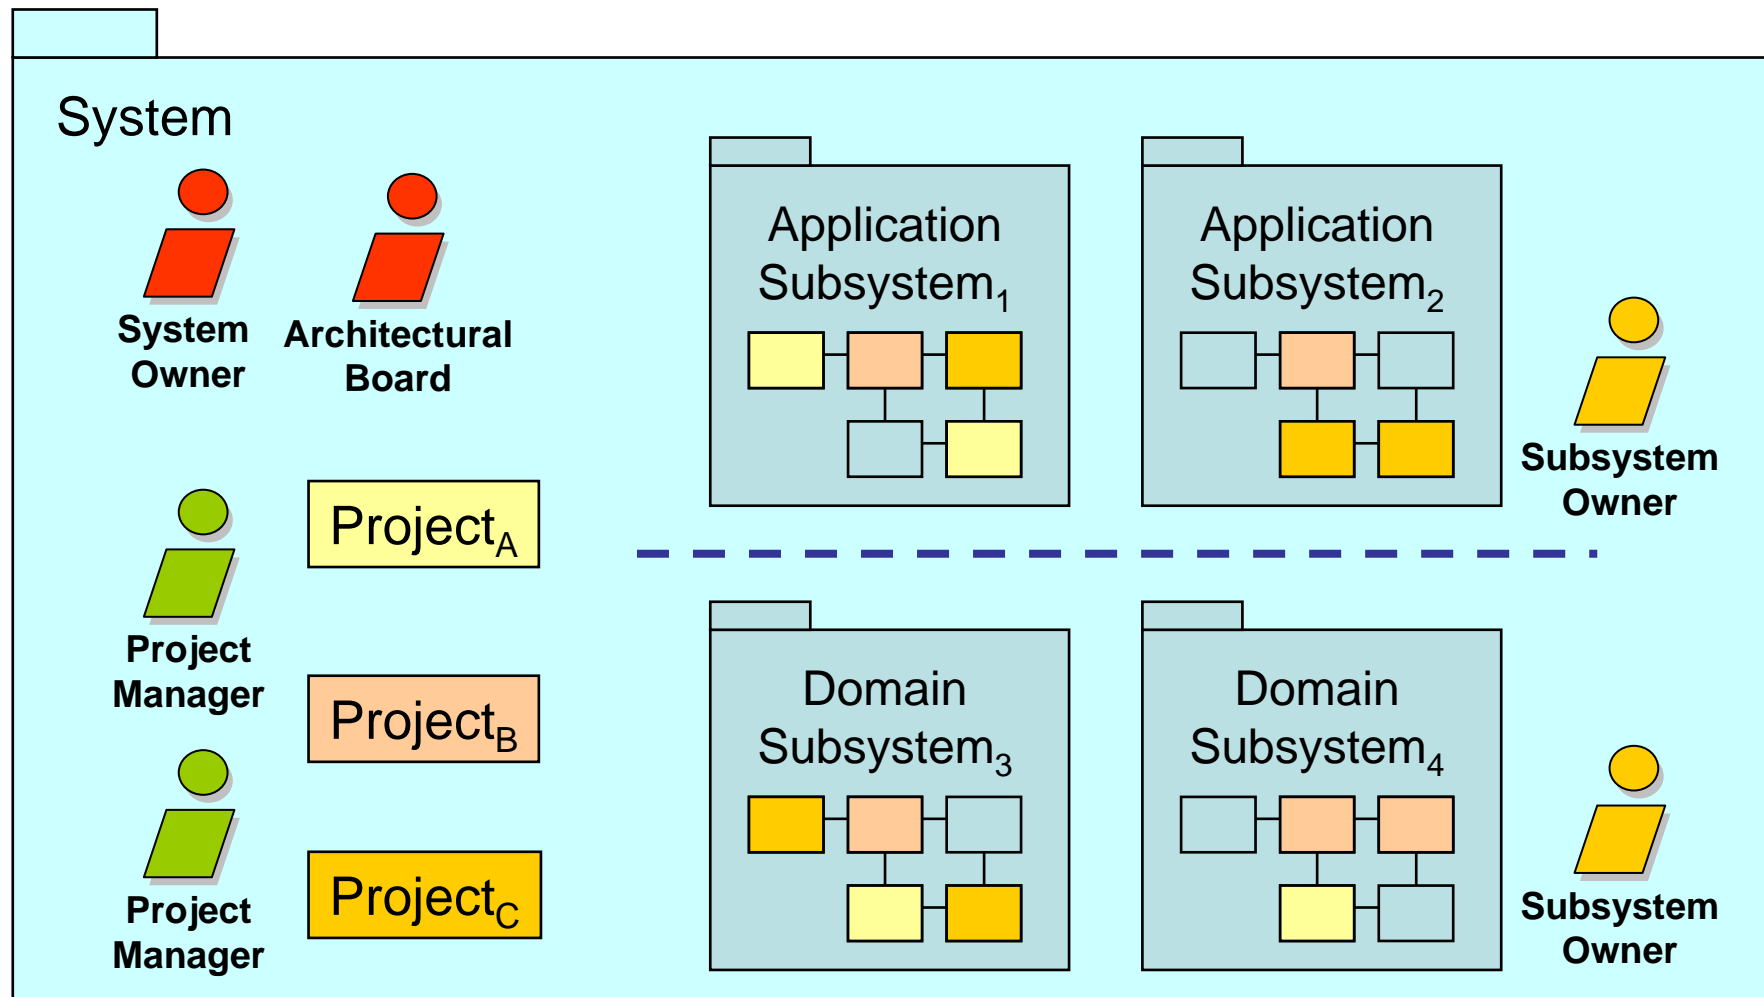 System
System
Owner
Architectural
Board
Application
Subsystem1
Application
Subsystem2
Subsystem
Owner
Project
Manager
ProjectA
ProjectB
Project
Manager
ProjectC
Domain
Subsystem3
Domain
Subsystem4
Subsystem
Owner